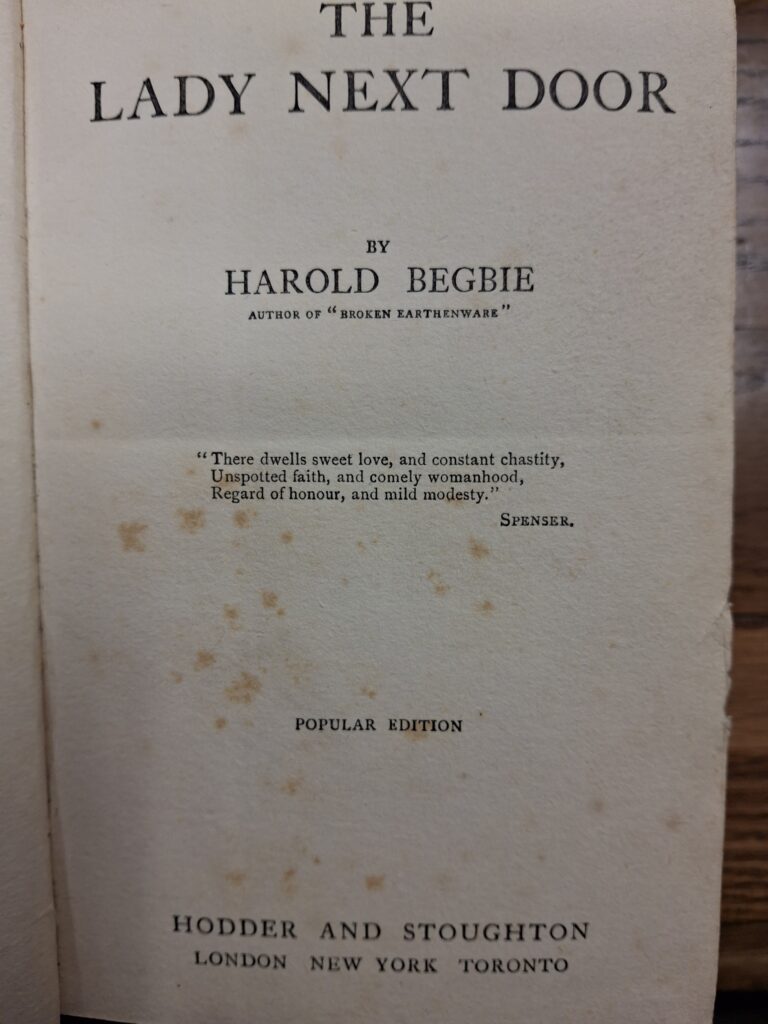 THE
LADY NEXT DOOR
BY
HAROLD BEGBIE
AUTHOR OF “BROKEN EARTHENWARE”
“There dwells sweet love, and constant chastity,
Unspotted faith, and comely womanhood,
Regard of honour, and mild modesty.”
SPENSER.
POPULAR EDITION
HODDER AND STOUGHTON
LONDON NEW YORK TORONTO